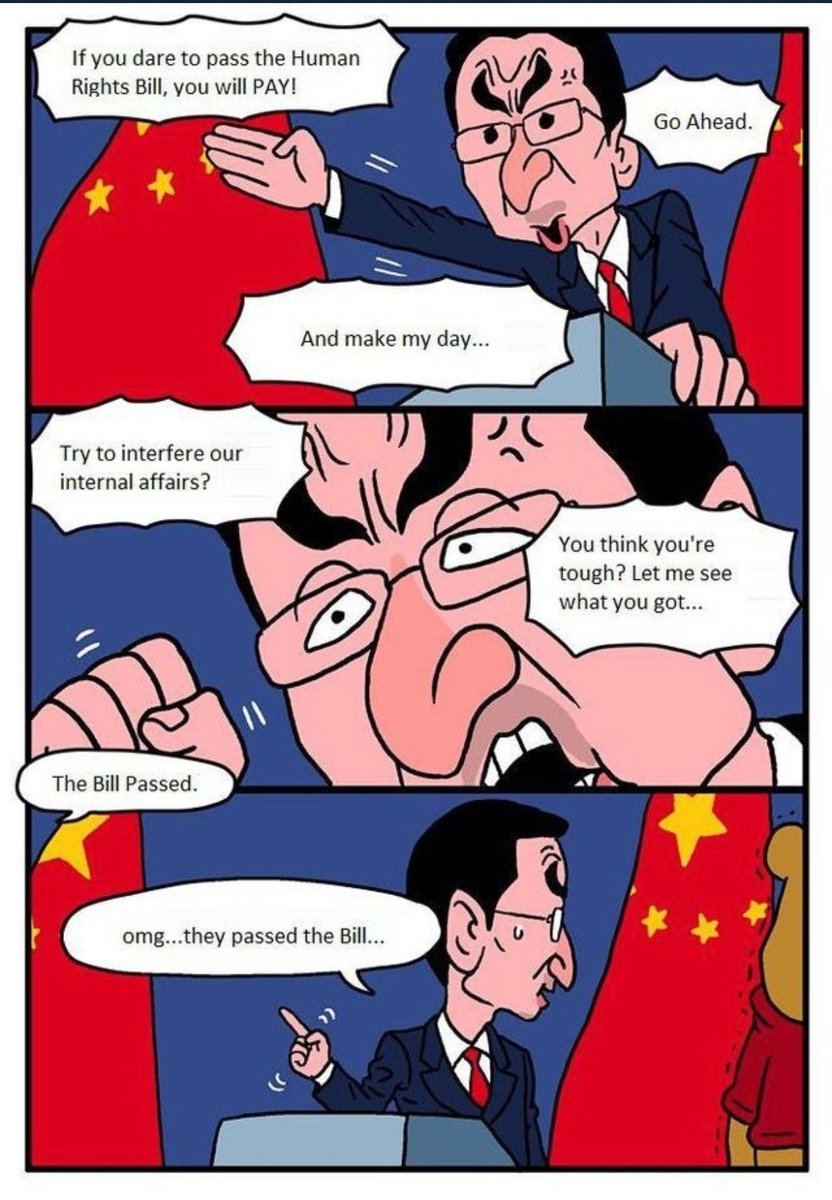 If you dare to pass the Human
Rights Bill, you will PAY!
Go Ahead.
And make my day...
Try to interfere our
internal affairs?
You think you're
tough? Let me see
what you got...
The Bill Passed.
omg...they passed the Bill...